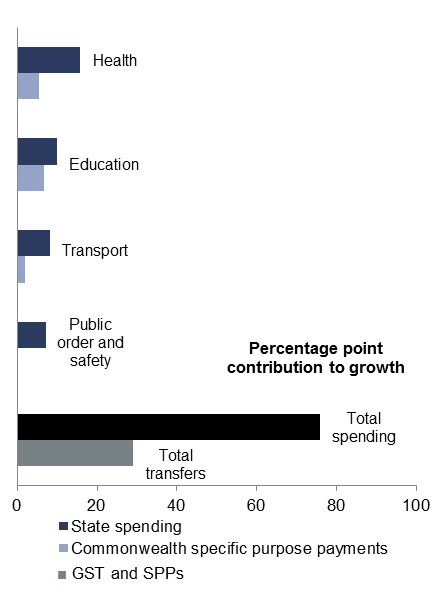 Health
Education
Transport
Public
order and
safety
Percentage point
contribution to growth
Total
spending
Total
transfers
0 20 40 60 80 100
State spending
Commonwealth specific purpose payments
GST and SPPs